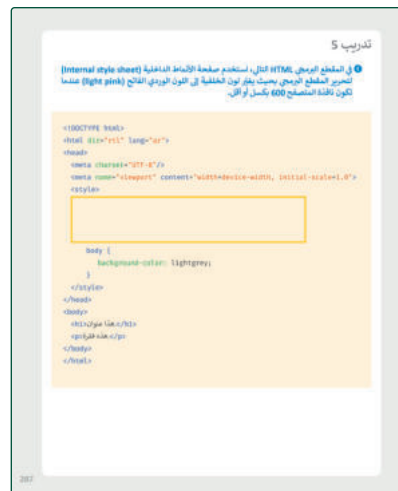 تدريب 5
في المقطع البرمجي HTML التالي، نستخدم صفحة الأنماط الداخلية (Internal style sheet)
لتحرير المقطع البرمجي بحيث يغيّر لون الخلفية إلى اللون الوردي الفاتح (light pink) عندما
تكون نافذة المتصفح 600 بكسل أو أقل.
<!DOCTYPE html>
<html dir="rtl" lang="ar">
<head>
<meta charset="UTF-8"/>
<meta name="viewport" content="width=device-width, initial-scale=1.0">
<style>
body {
background-color: lightgrey;
}
</style>
</head>
<body>
<h1>هذا عنوان</h1>
<p>هذه فقرة.</p>
</body>
</html>
287